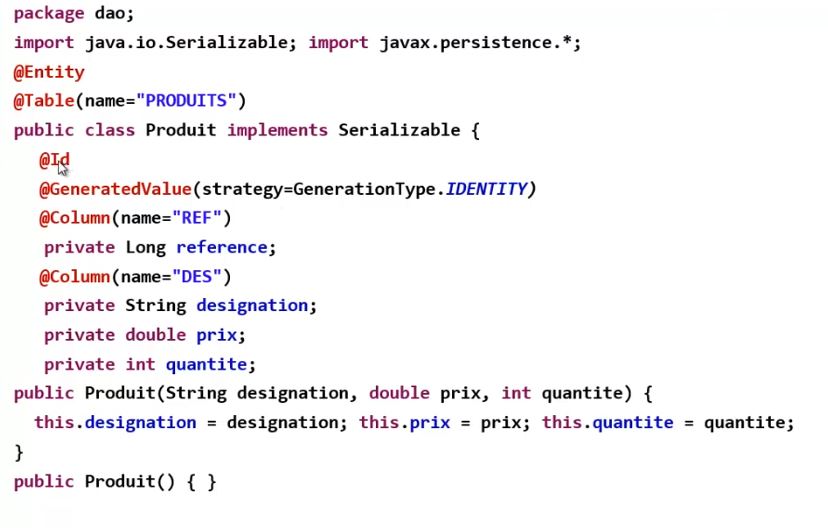 package dao;
import java.io.Serializable; import javax.persistence.*;
@Entity
@Table(name="PRODUITS")
public class Produit implements Serializable {
@Id
@GeneratedValue(strategy=GenerationType.IDENTITY)
@Column(name="REF")
private Long reference;
@Column(name="DES")
private String designation;
private double prix;
private int quantite;
public Produit(String designation, double prix, int quantite) {
this.designation = designation; this.prix = prix; this.quantite = quantite;
}
public Produit() { }